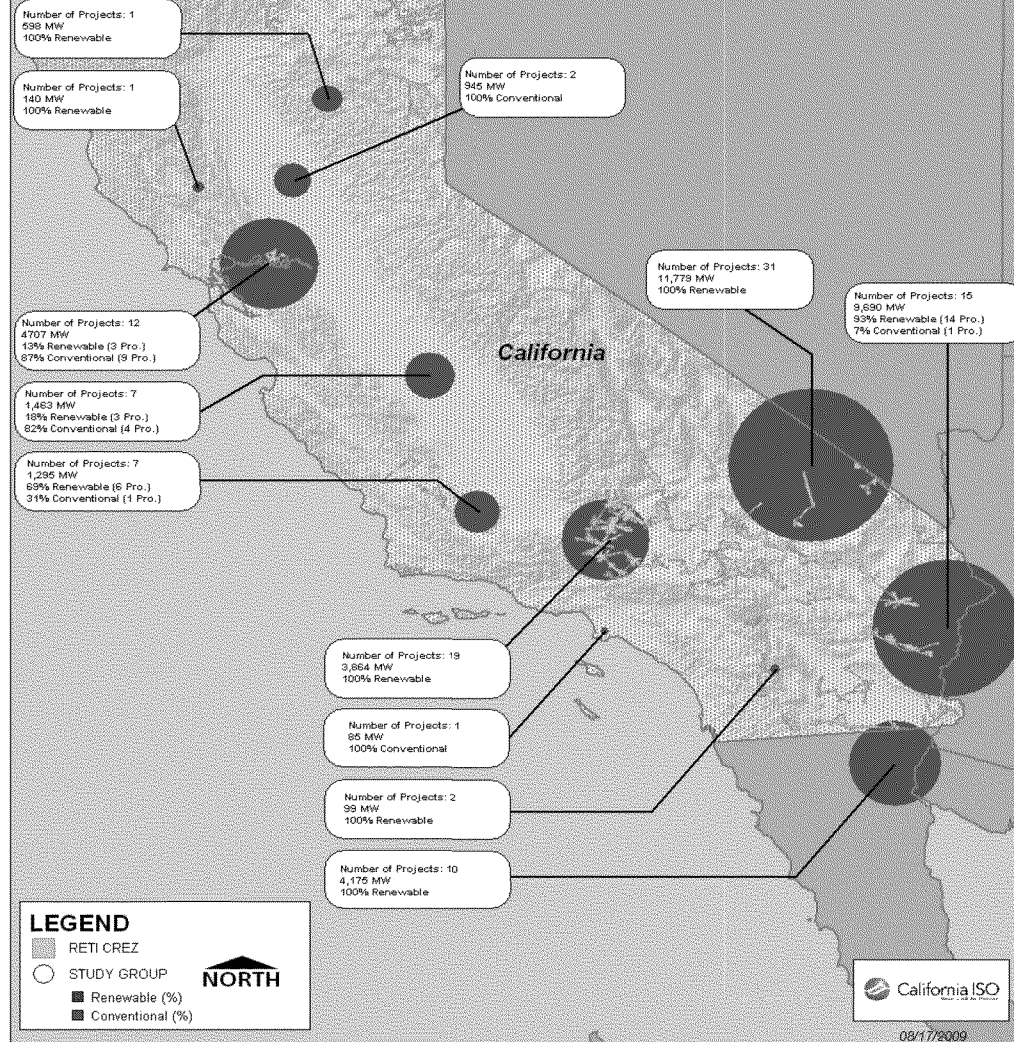 Number of Projects: 1
598 MW
100% Renewable
Number of Projects: 1
140 MW
100% Renewable
Number of Projects: 2
945 MW
100% Conventional
Number of Projects: 31
11,779 MW
100% Renewable
Number of Projects: 15
9,690 MW
93% Renewable (14 Pro.)
7% Conventional (1 Pro.)
Number of Projects: 12
4707 MW
13% Renewable (3 Pro.)
87% Conventional (9 Pro.)
California
Number of Projects: 7
1,463 MW
18% Renewable (3 Pro.)
82% Conventional (4 Pro.)
Number of Projects: 7
1,295 MW
69% Renewable (6 Pro.)
31% Conventional (1 Pro.)
Number of Projects: 19
3,864 MW
100% Renewable
Number of Projects: 1
85 MW
100% Conventional
Number of Projects: 2
99 MW
100% Renewable
Number of Projects: 10
4,175 MW
100% Renewable
LEGEND
RETI CREZ
STUDY GROUP
NORTH
Renewable (%)
Conventional (%)
California ISO
08/17/2009